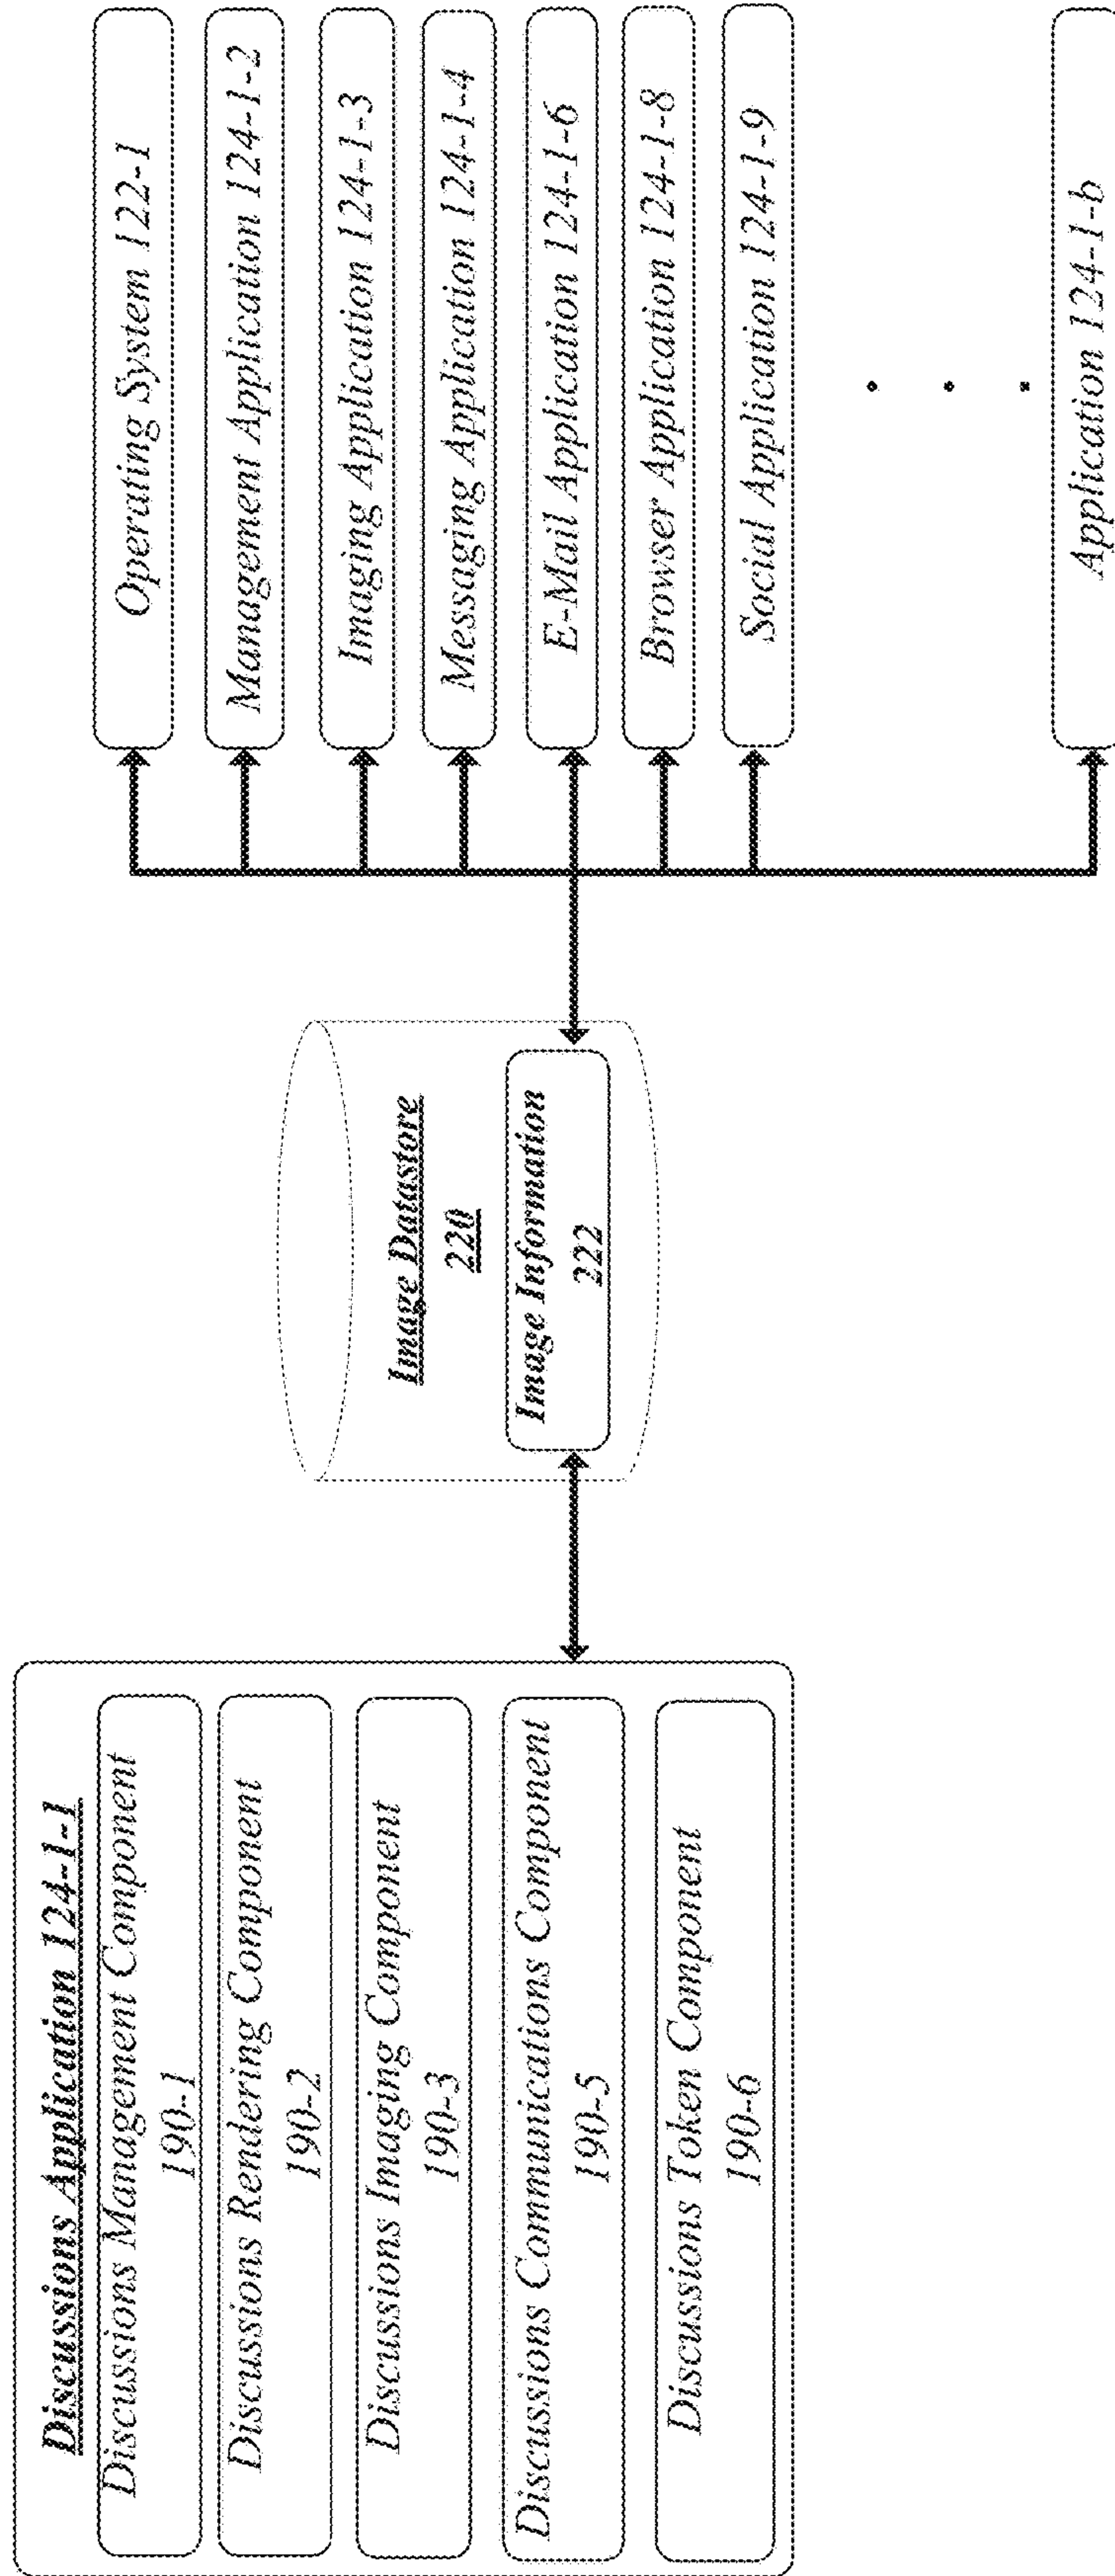 Discussions Application 124-1-1
Discussions Management Component
190-1
Discussions Rendering Component
190-2
Discussions Imaging Component
190-3
Discussions Communications Component
190-5
Discussions Token Component
190-6
Image Datastore
220
Image Information
222
Operating System 122-1
Management Application 124-1-2
Imaging Application 124-1-3
Messaging Application 124-1-4
E-Mail Application 124-1-6
Browser Application 124-1-8
Social Application 124-1-9
Application 124-1-b